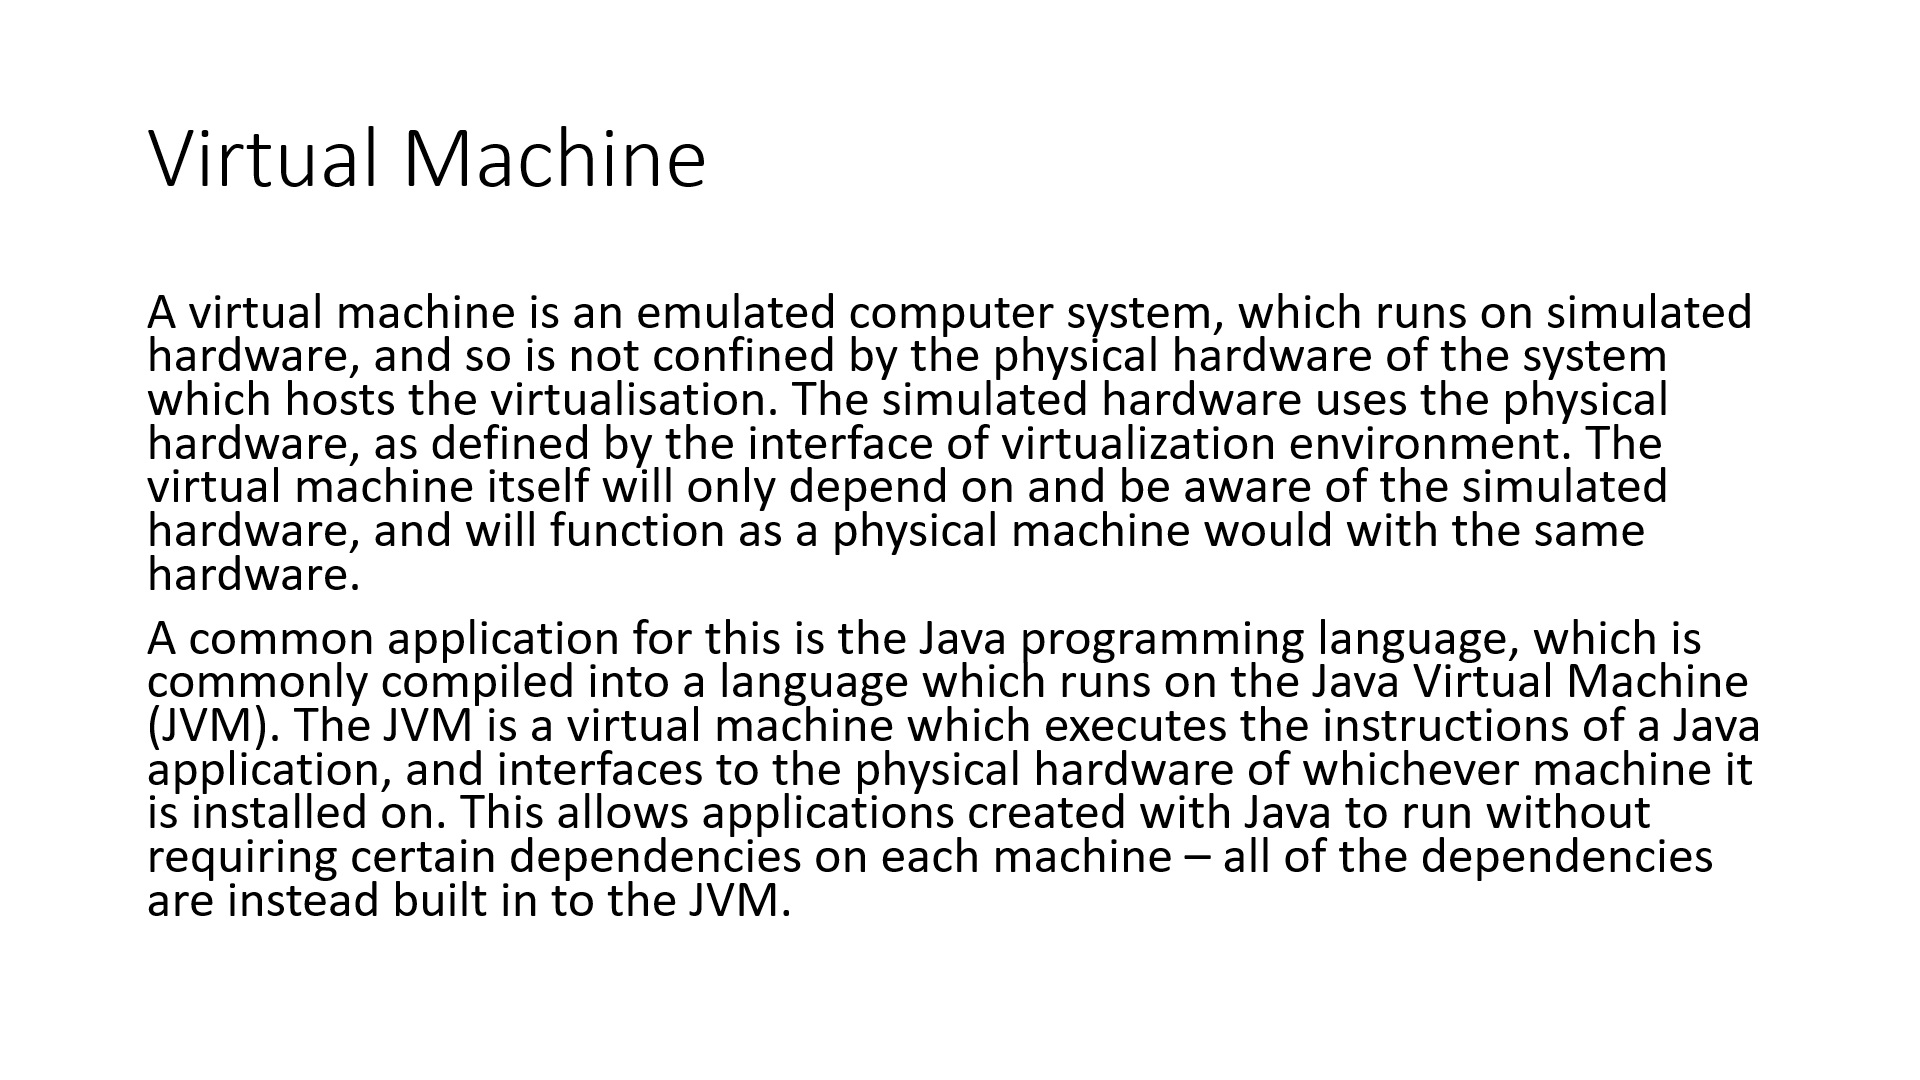 Virtual Machine
A virtual machine is an emulated computer system, which runs on simulated
hardware, and so is not confined by the physical hardware of the system
which hosts the virtualisation. The simulated hardware uses the physical
hardware, as defined by the interface of virtualization environment. The
virtual machine itself will only depend on and be aware of the simulated
hardware, and will function as a physical machine would with the same
hardware.
A common application for this is the Java programming language, which is
commonly compiled into a language which runs on the Java Virtual Machine
(JVM). The JVM is a virtual machine which executes the instructions of a Java
application, and interfaces to the physical hardware of whichever machine it
is installed on. This allows applications created with Java to run without
requiring certain dependencies on each machine – all of the dependencies
are instead built in to the JVM.